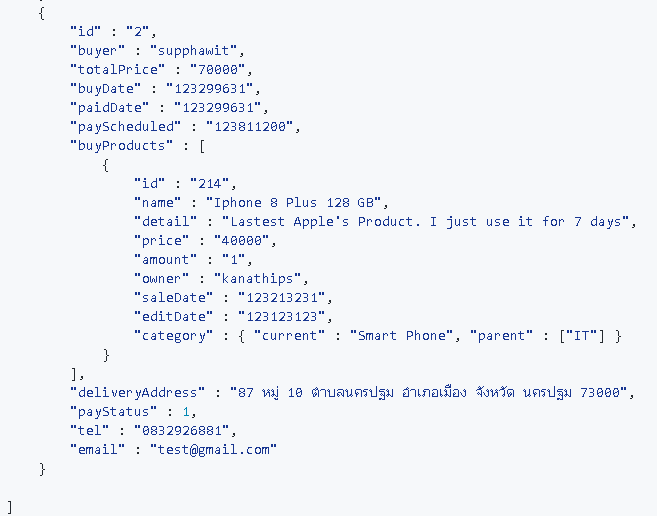 {
"id" : "2",
"buyer" : "supphawit",
"totalPrice" : "70000",
"buyDate" : "123299631",
"paidDate" : "123299631",
"payScheduled" : "123811200",
"buyProducts" : [
{
"id" : "214",
"name" : "Iphone 8 Plus 128 GB",
"detail" : "Lastest Apple's Product. I just use it for 7 days",
"price" : "40000",
"amount" : "1",
"owner" : "kanathips",
"saleDate" : "123213231",
"editDate" : "123123123",
"category" : { "current" : "Smart Phone", "parent" : ["IT"] }
}
],
"deliveryAddress" : "87 หมู่ 10 ตำบลนครปฐม อำเภอเมือง จังหวัด นครปฐม 73000",
"payStatus" : 1,
"tel" : "0832926881",
"email" : "test@gmail.com"
}
]